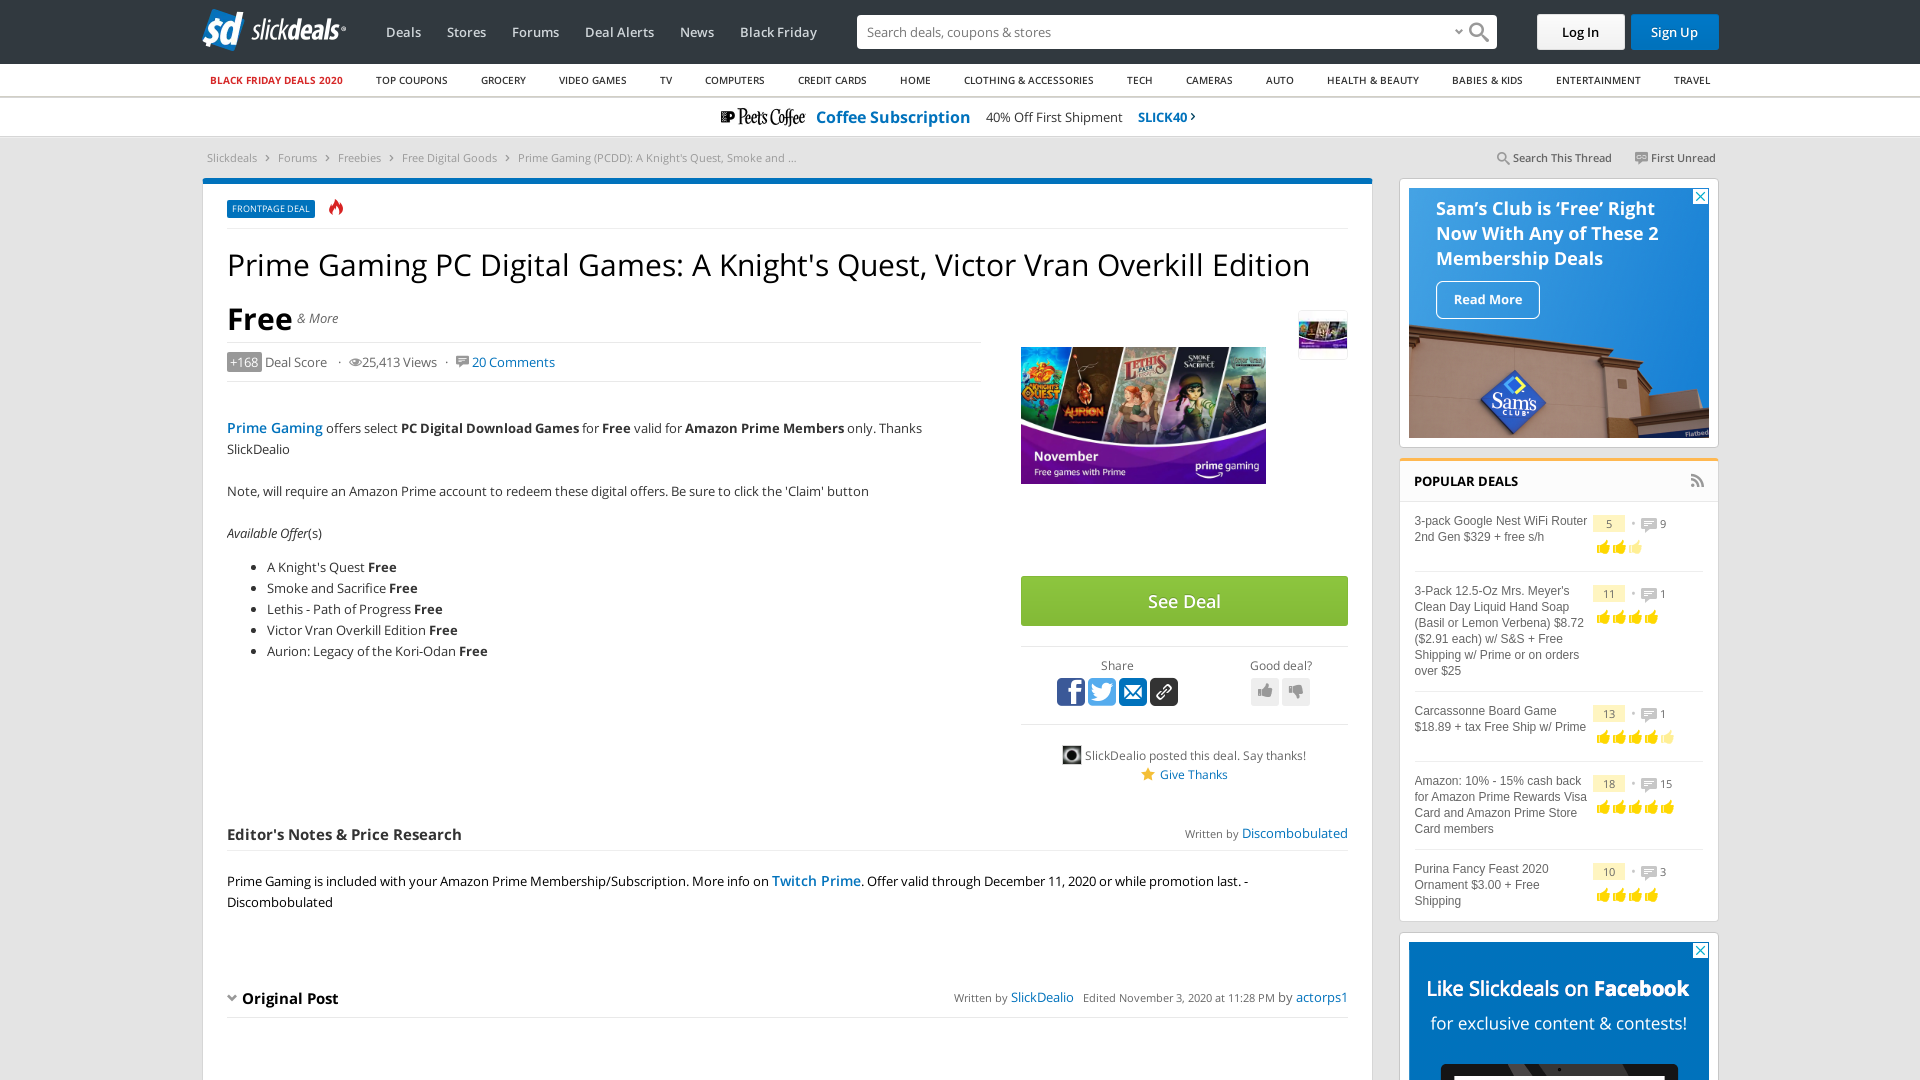 slickdeals
Deals
Stores
Forums
Deal Alerts
News
Black Friday
Search deals, coupons & stores
Log In
Sign Up
BLACK FRIDAY DEALS 2020
TOP COUPONS
GROCERY
VIDEO GAMES
TV
COMPUTERS
CREDIT CARDS
HOME
CLOTHING & ACCESSORIES
TECH
CAMERAS
AUTO
HEALTH & BEAUTY
BABIES & KIDS
ENTERTAINMENT
TRAVEL
Peet's Coffee Coffee Subscription 40% Off First Shipment SLICK40
Slickdeals > Forums > Freebies > Free Digital Goods > Prime Gaming (PCDD): A Knight's Quest, Smoke and ...
Search This Thread
First Unread
FRONTPAGE DEAL
Prime Gaming PC Digital Games: A Knight's Quest, Victor Vran Overkill Edition
Free & More
+168 Deal Score · 25,413 Views · 20 Comments
Prime Gaming offers select PC Digital Download Games for Free valid for Amazon Prime Members only. Thanks
SlickDealio
Note, will require an Amazon Prime account to redeem these digital offers. Be sure to click the 'Claim' button
Available Offer(s)
• A Knight's Quest Free
• Smoke and Sacrifice Free
• Lethis - Path of Progress Free
• Victor Vran Overkill Edition Free
• Aurion: Legacy of the Kori-Odan Free
QUEST
AURION
LETHIS
SMOKE
SACRIFICE
November
Free games with Prime
prime gaming
See Deal
Share
Good deal?
SlickDealio posted this deal. Say thanks!
Give Thanks
Editor's Notes & Price Research
Written by Discombobulated
Prime Gaming is included with your Amazon Prime Membership/Subscription. More info on Twitch Prime. Offer valid through December 11, 2020 or while promotion last. -
Discombobulated
Original Post
Written by SlickDealio Edited November 3, 2020 at 11:28 PM by actorps1
Sam's Club is 'Free' Right
Now With Any of These 2
Membership Deals
Read More
Sam's
CLUB
Flatbed
POPULAR DEALS
3-pack Google Nest WiFi Router
2nd Gen $329 + free s/h
5 • 9
3-Pack 12.5-Oz Mrs. Meyer's
Clean Day Liquid Hand Soap
(Basil or Lemon Verbena) $8.72
($2.91 each) w/ S&S + Free
Shipping w/ Prime or on orders
over $25
11 • 1
Carcassonne Board Game
$18.89 + tax Free Ship w/ Prime
13 • 1
Amazon: 10% - 15% cash back
for Amazon Prime Rewards Visa
Card and Amazon Prime Store
Card members
18 • 15
Purina Fancy Feast 2020
Ornament $3.00 + Free
Shipping
10 • 3
Like Slickdeals on Facebook
for exclusive content & contests!